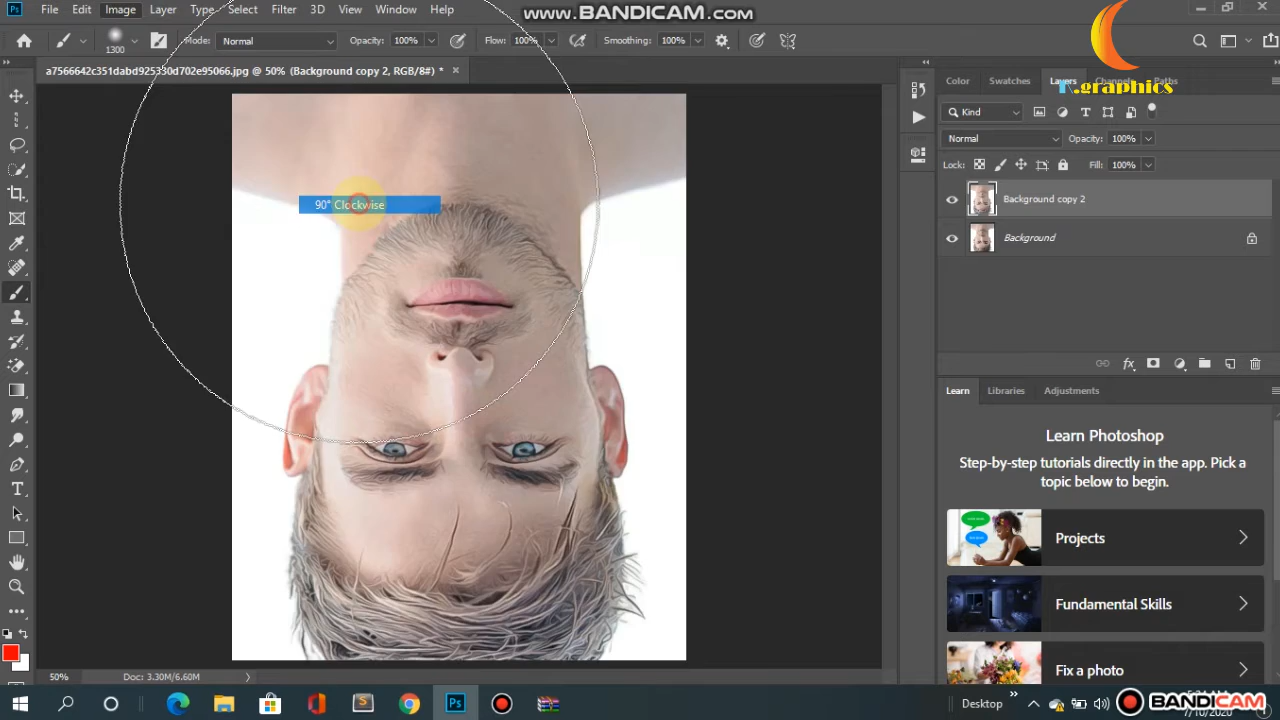 www.BANDICAM.com
Ps File Edit Image Layer Type Select Filter 3D View Window Help
1300 Mode: Normal Opacity: 100% Flow: 100% Smoothing: 100%
a7566642c351dabd925330d702e95066.jpg @ 50% (Background copy 2, RGB/8#) *
Color Swatches Layers Channels Paths
T\.graphics
Kind
Normal Opacity: 100%
Lock: Fill: 100%
Background copy 2
90° Clockwise
Background
Learn Libraries Adjustments
Learn Photoshop
Step-by-step tutorials directly in the app. Pick a
topic below to begin.
Projects
Fundamental Skills
Fix a photo
50% Doc: 3.30M/6.60M
Desktop
7/10/2020
BANDICAM